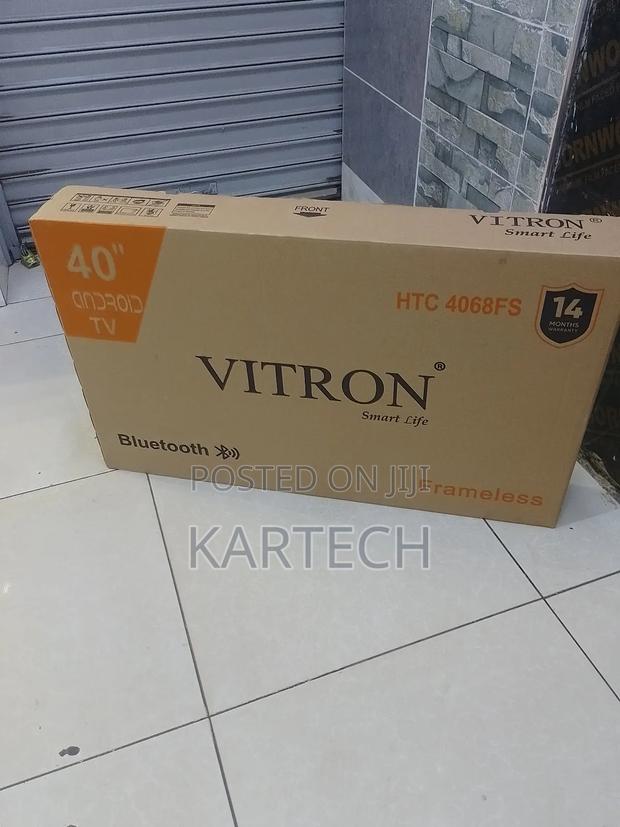 FRONT
VITRON®
Smart Life
40"
ANDROID
TV
HTC 4068FS
14
MONTHS
WARRANTY
VITRON®
Smart Life
Bluetooth
Frameless
POSTED ON JIJI
KARTECH